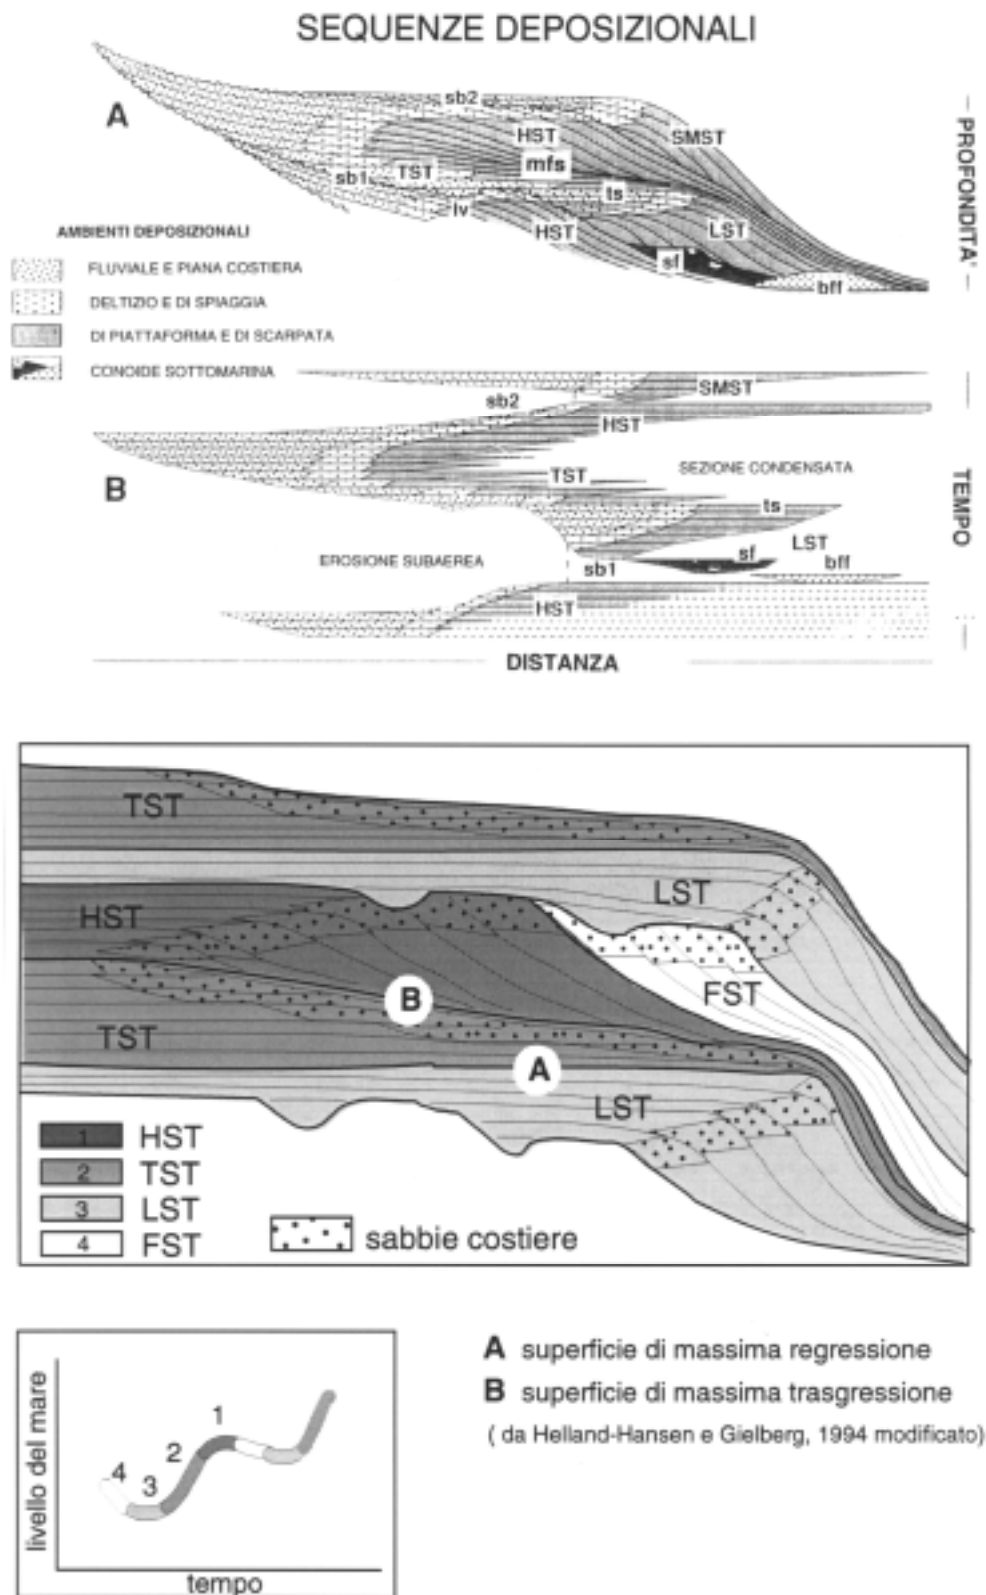 SEQUENZE DEPOSIZIONALI
A
sb2
HST
SMST
mfs
TST
sb1
ts
lv
HST
LST
sf
bff
PROFONDITA'
AMBIENTI DEPOSIZIONALI
FLUVIALE E PIANA COSTIERA
DELTIZIO E DI SPIAGGIA
DI PIATTAFORMA E DI SCARPATA
CONOIDE SOTTOMARINA
SMST
sb2
HST
B
TST
SEZIONE CONDENSATA
ts
LST
EROSIONE SUBAEREA
sb1
sf
bff
HST
TEMPO
DISTANZA
TST
LST
HST
B
FST
TST
A
LST
1 HST
2 TST
3 LST
4 FST
sabbie costiere
livello del mare
1
2
4
3
tempo
A superficie di massima regressione
B superficie di massima trasgressione
( da Helland-Hansen e Gielberg, 1994 modificato)